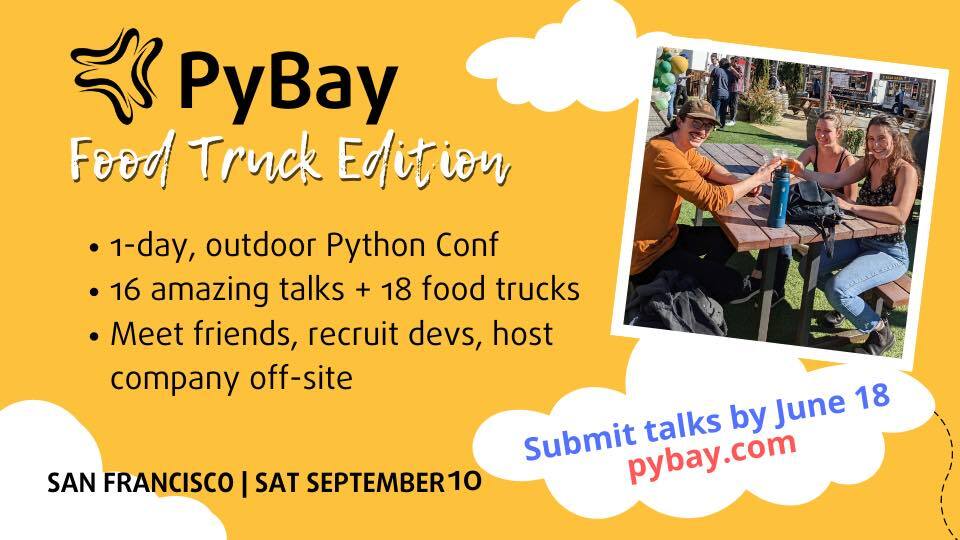 PyBay
Food Truck Edition
• 1-day, outdoor Python Conf
• 16 amazing talks + 18 food trucks
• Meet friends, recruit devs, host
company off-site
SAN FRANCISCO | SAT SEPTEMBER 10
Submit talks by June 18
pybay.com